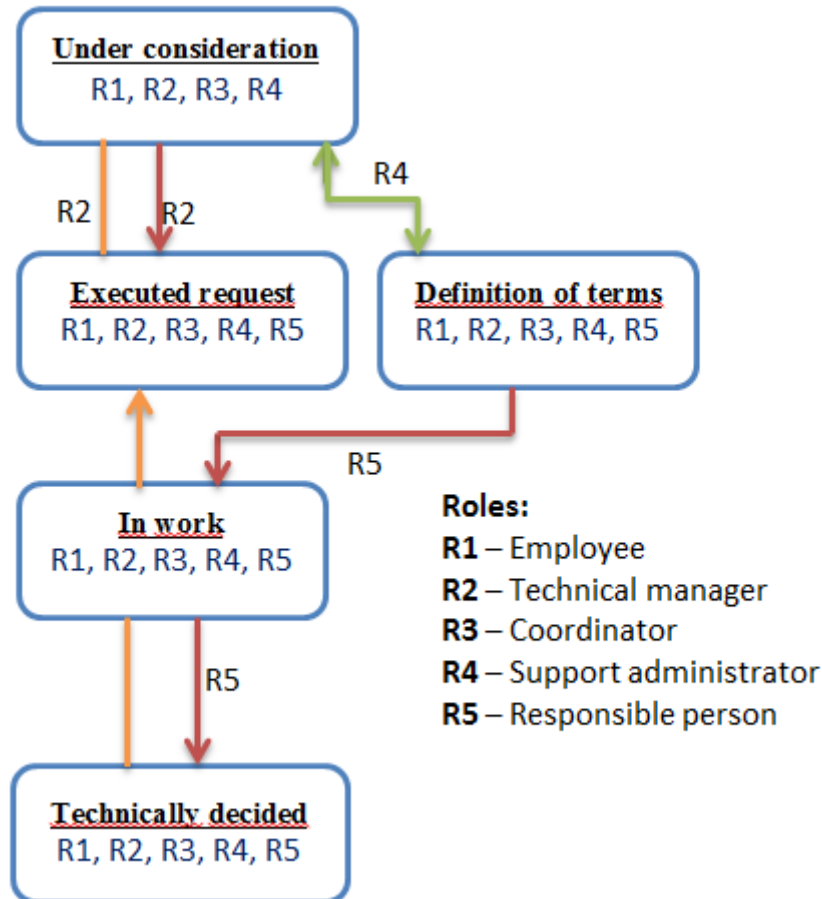 Under consideration
R1, R2, R3, R4
R4
R2
R2
Executed request
R1, R2, R3, R4, R5
Definition of terms
R1, R2, R3, R4, R5
R5
In work
R1, R2, R3, R4, R5
Roles:
R1 – Employee
R2 – Technical manager
R3 – Coordinator
R4 – Support administrator
R5 – Responsible person
R5
Technically decided
R1, R2, R3, R4, R5